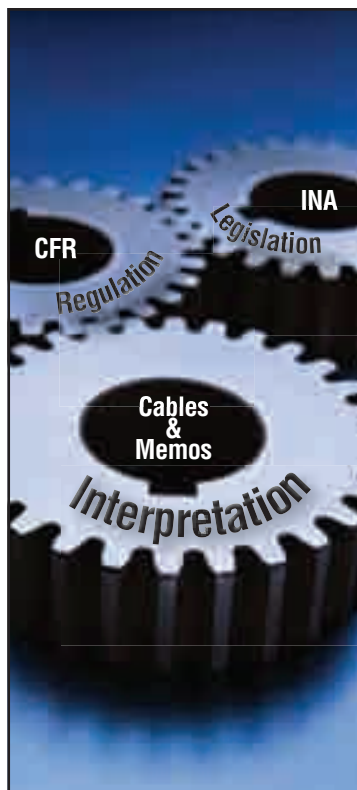 INA
Legislation
CFR
Regulation
Cables
&
Memos
Interpretation